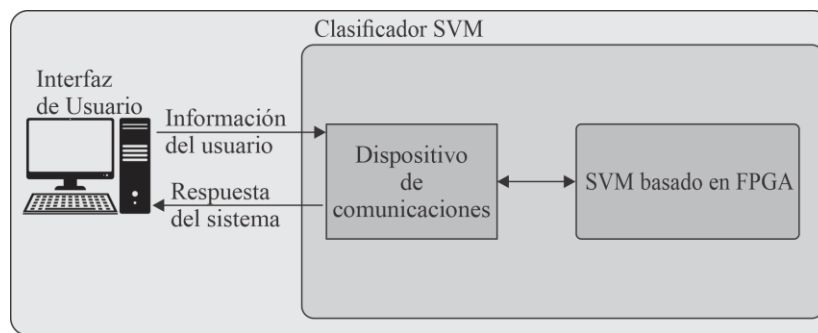 Clasificador SVM
Interfaz
de Usuario
Información
del usuario
Respuesta
del sistema
Dispositivo
de
comunicaciones
SVM basado en FPGA